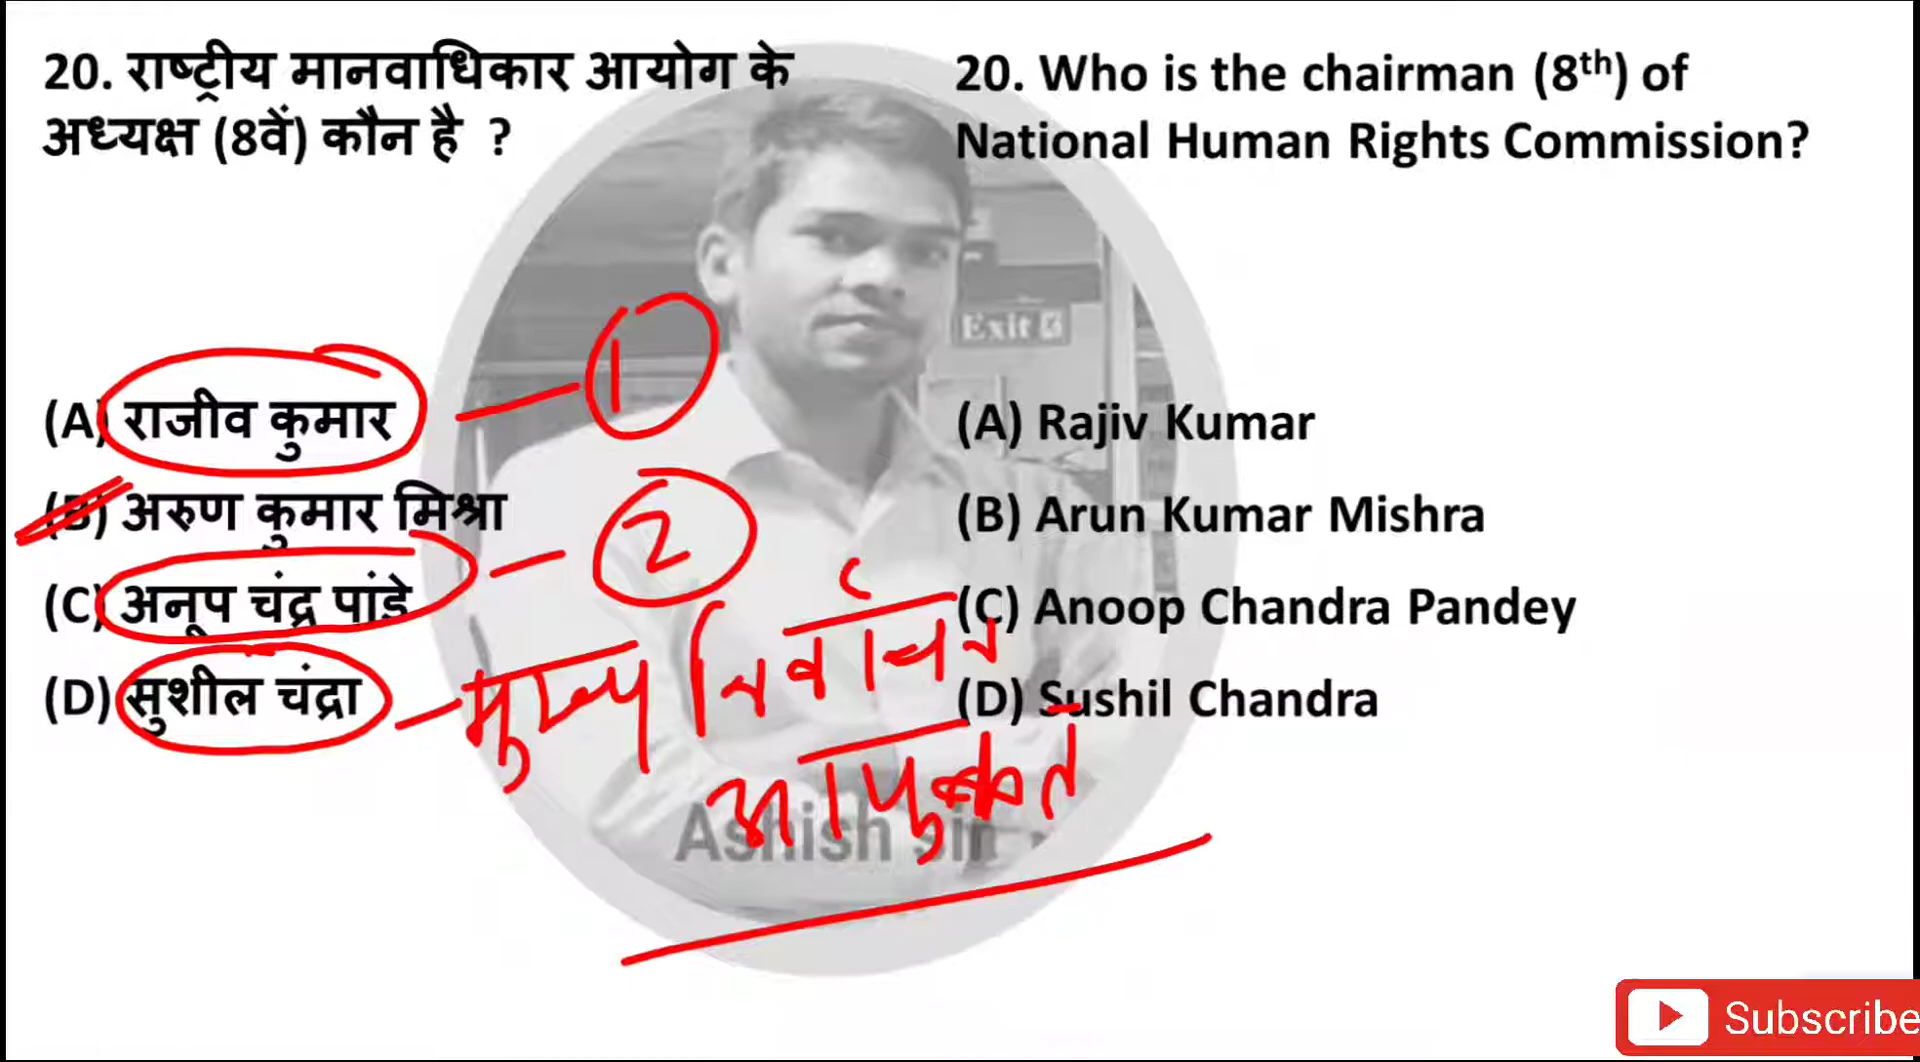 20. राष्ट्रीय मानवाधिकार आयोग के
अध्यक्ष (8वें) कौन है ?
(A) राजीव कुमार
1
(B) अरुण कुमार मिश्रा
2
(C) अनूप चंद्र पांडे
(D) सुशील चंद्रा
मुख्य निर्वाचन
आयुक्त
20. Who is the chairman (8th) of
National Human Rights Commission?
(A) Rajiv Kumar
(B) Arun Kumar Mishra
(C) Anoop Chandra Pandey
(D) Sushil Chandra
Exit
Ashish sir
Subscribe